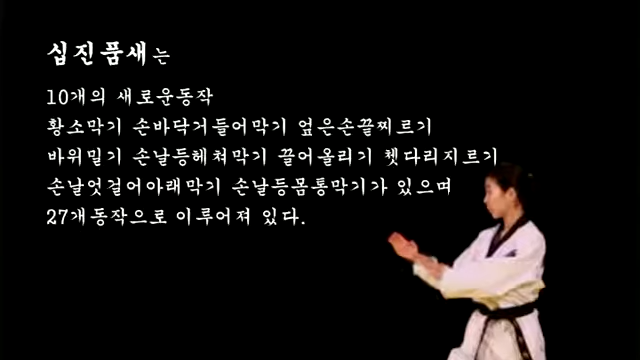 십진품새는
10개의 새로운동작
황소막기 손바닥거들어막기 엎은손끝찌르기
바위밀기 손날등헤쳐막기 끌어올리기 쳇다리지르기
손날엇걸어아래막기 손날등몸통막기가 있으며
27개동작으로 이루어져 있다.